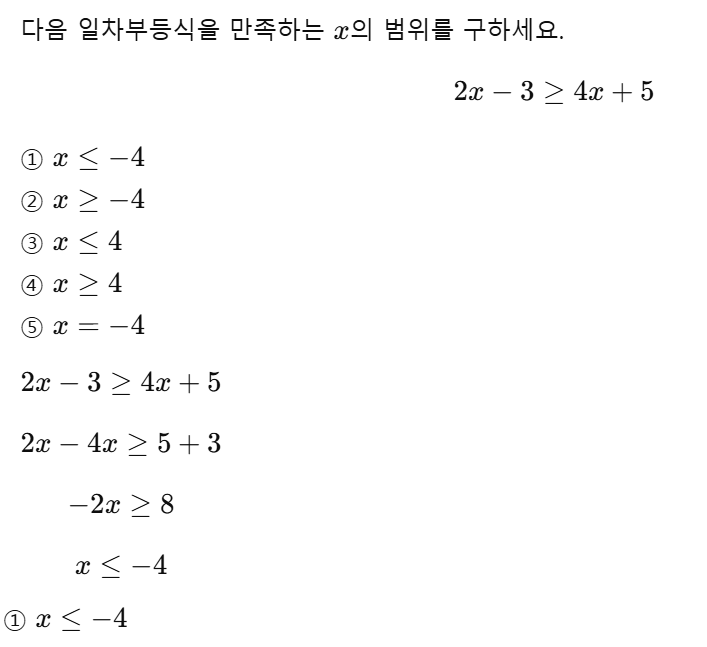 다음 일차부등식을 만족하는 x의 범위를 구하세요.
2x − 3 ≥ 4x + 5
① x ≤ −4
② x ≥ −4
③ x ≤ 4
④ x ≥ 4
⑤ x = −4
2x − 3 ≥ 4x + 5
2x − 4x ≥ 5 + 3
−2x ≥ 8
x ≤ −4
① x ≤ −4